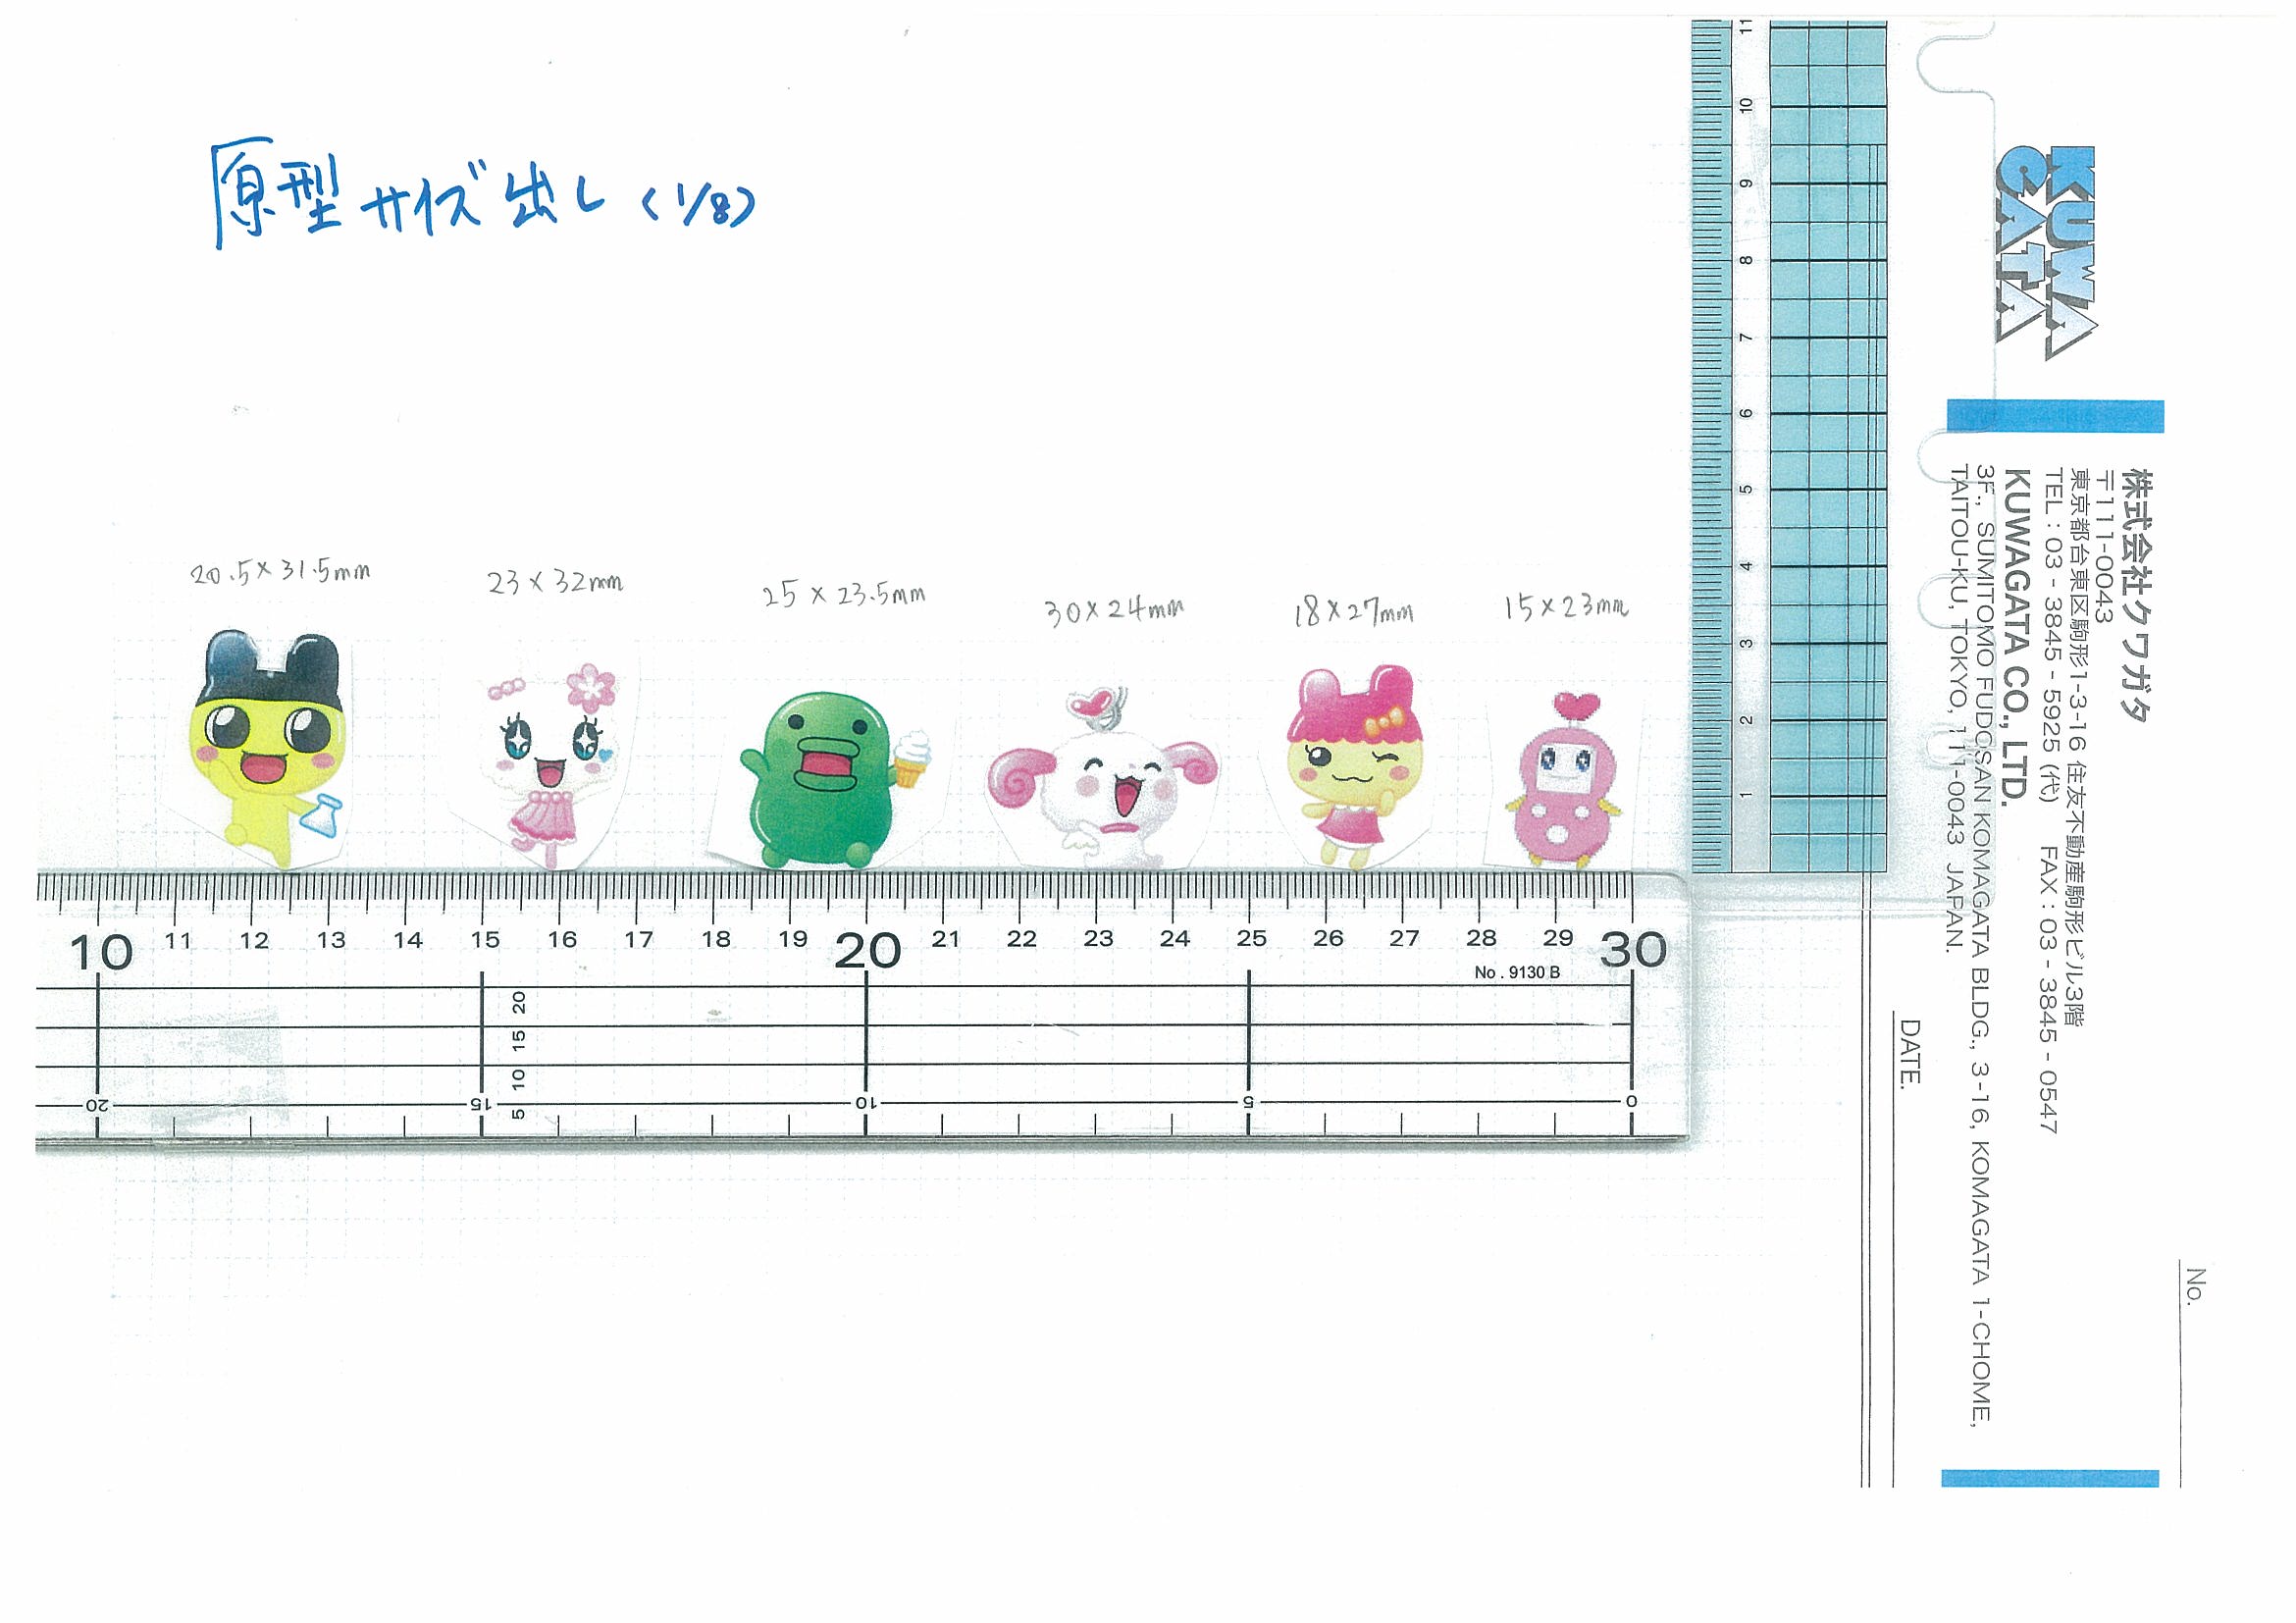 原型サイズ出し(1/8)
20.5×31.5mm
23×32mm
25×23.5mm
30×24mm
18×27mm
15×23mm
10 11 12 13 14 15 16 17 18 19 20 21 22 23 24 25 26 27 28 29 30
No. 9130 B
20 15 10 5
20 15 10 5 0
11 10 9 8 7 6 5 4 3 2 1
KUWA
GATA
株式会社クワガタ
〒111-0043
東京都台東区駒形1-3-16 住友不動産駒形ビル3階
TEL : 03 - 3845 - 5925 (代) FAX : 03 - 3845 - 0547
KUWAGATA CO., LTD.
3F., SUMITOMO FUDOSAN KOMAGATA BLDG., 3-16, KOMAGATA 1-CHOME,
TAITOU-KU, TOKYO, 111-0043 JAPAN.
DATE.
No.